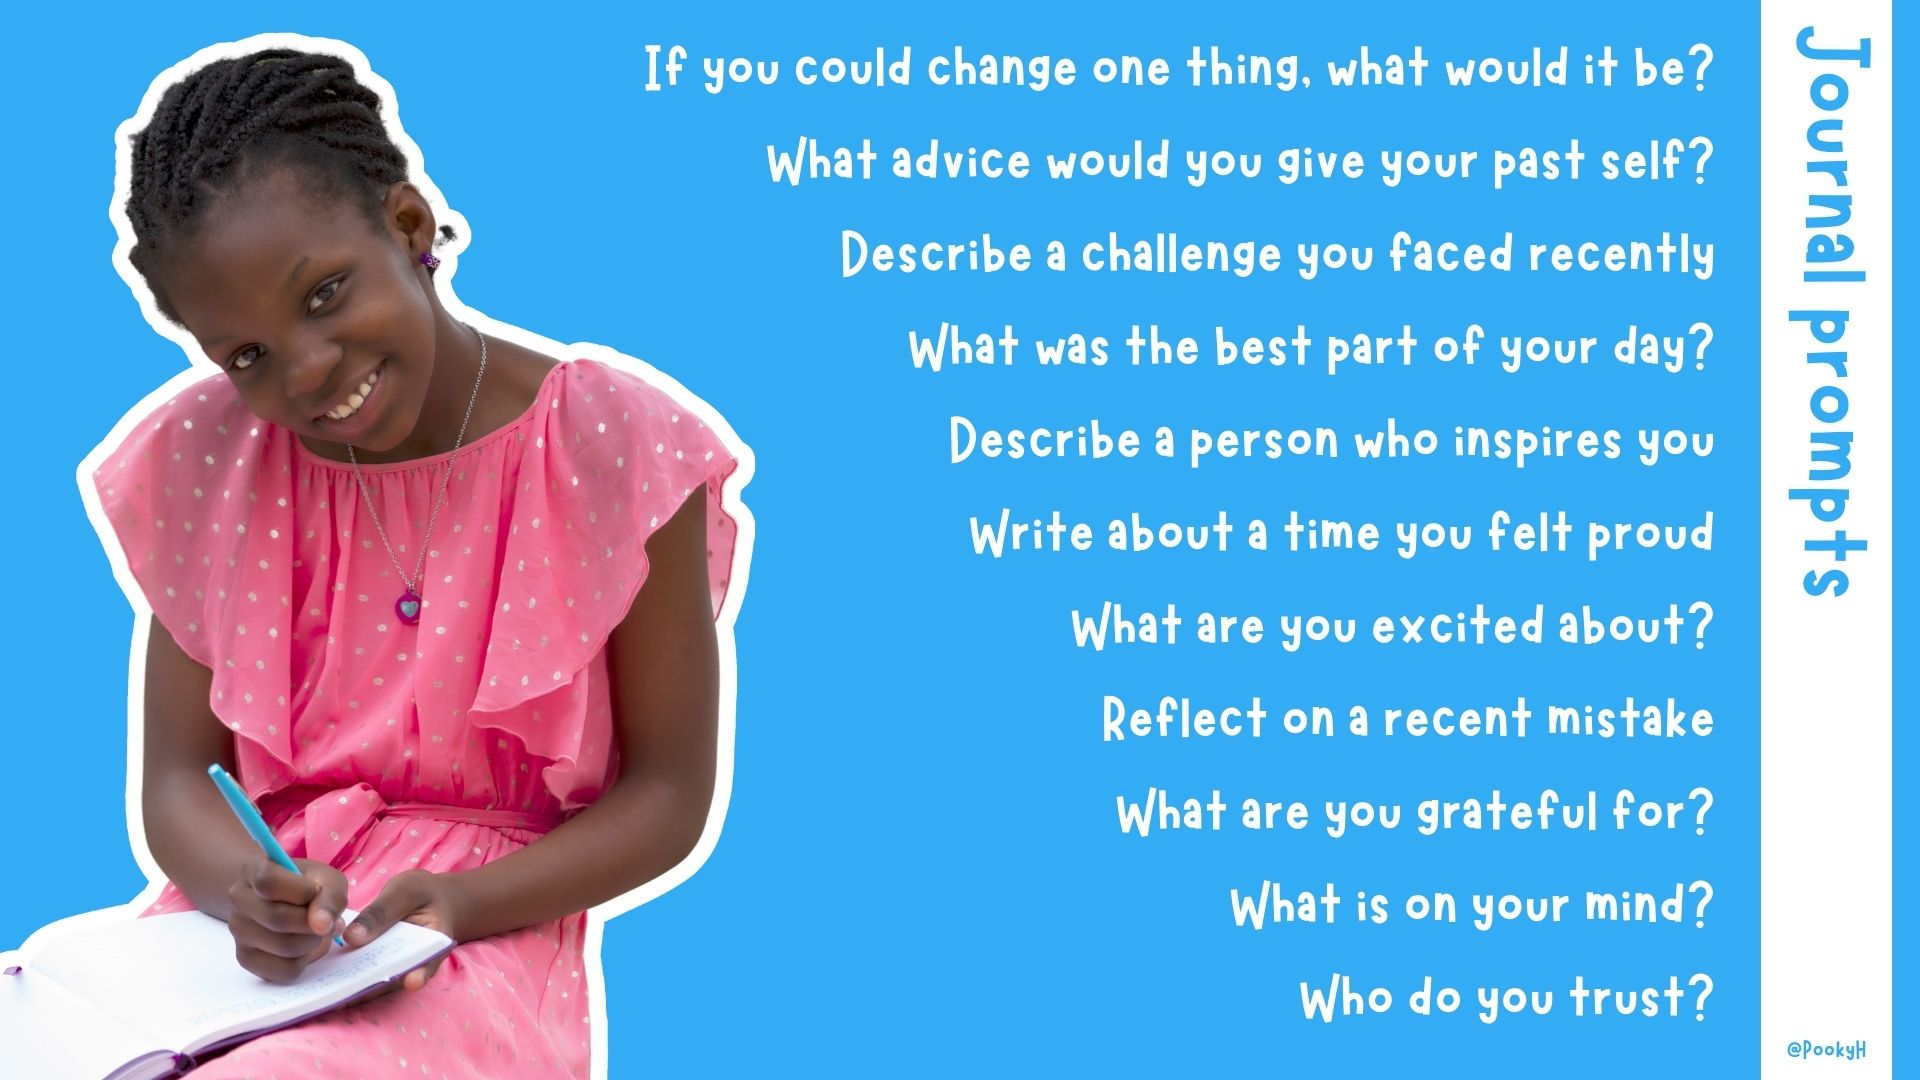 If you could change one thing, what would it be?
What advice would you give your past self?
Describe a challenge you faced recently
What was the best part of your day?
Describe a person who inspires you
Write about a time you felt proud
What are you excited about?
Reflect on a recent mistake
What are you grateful for?
What is on your mind?
Who do you trust?
Journal prompts
@PookyH